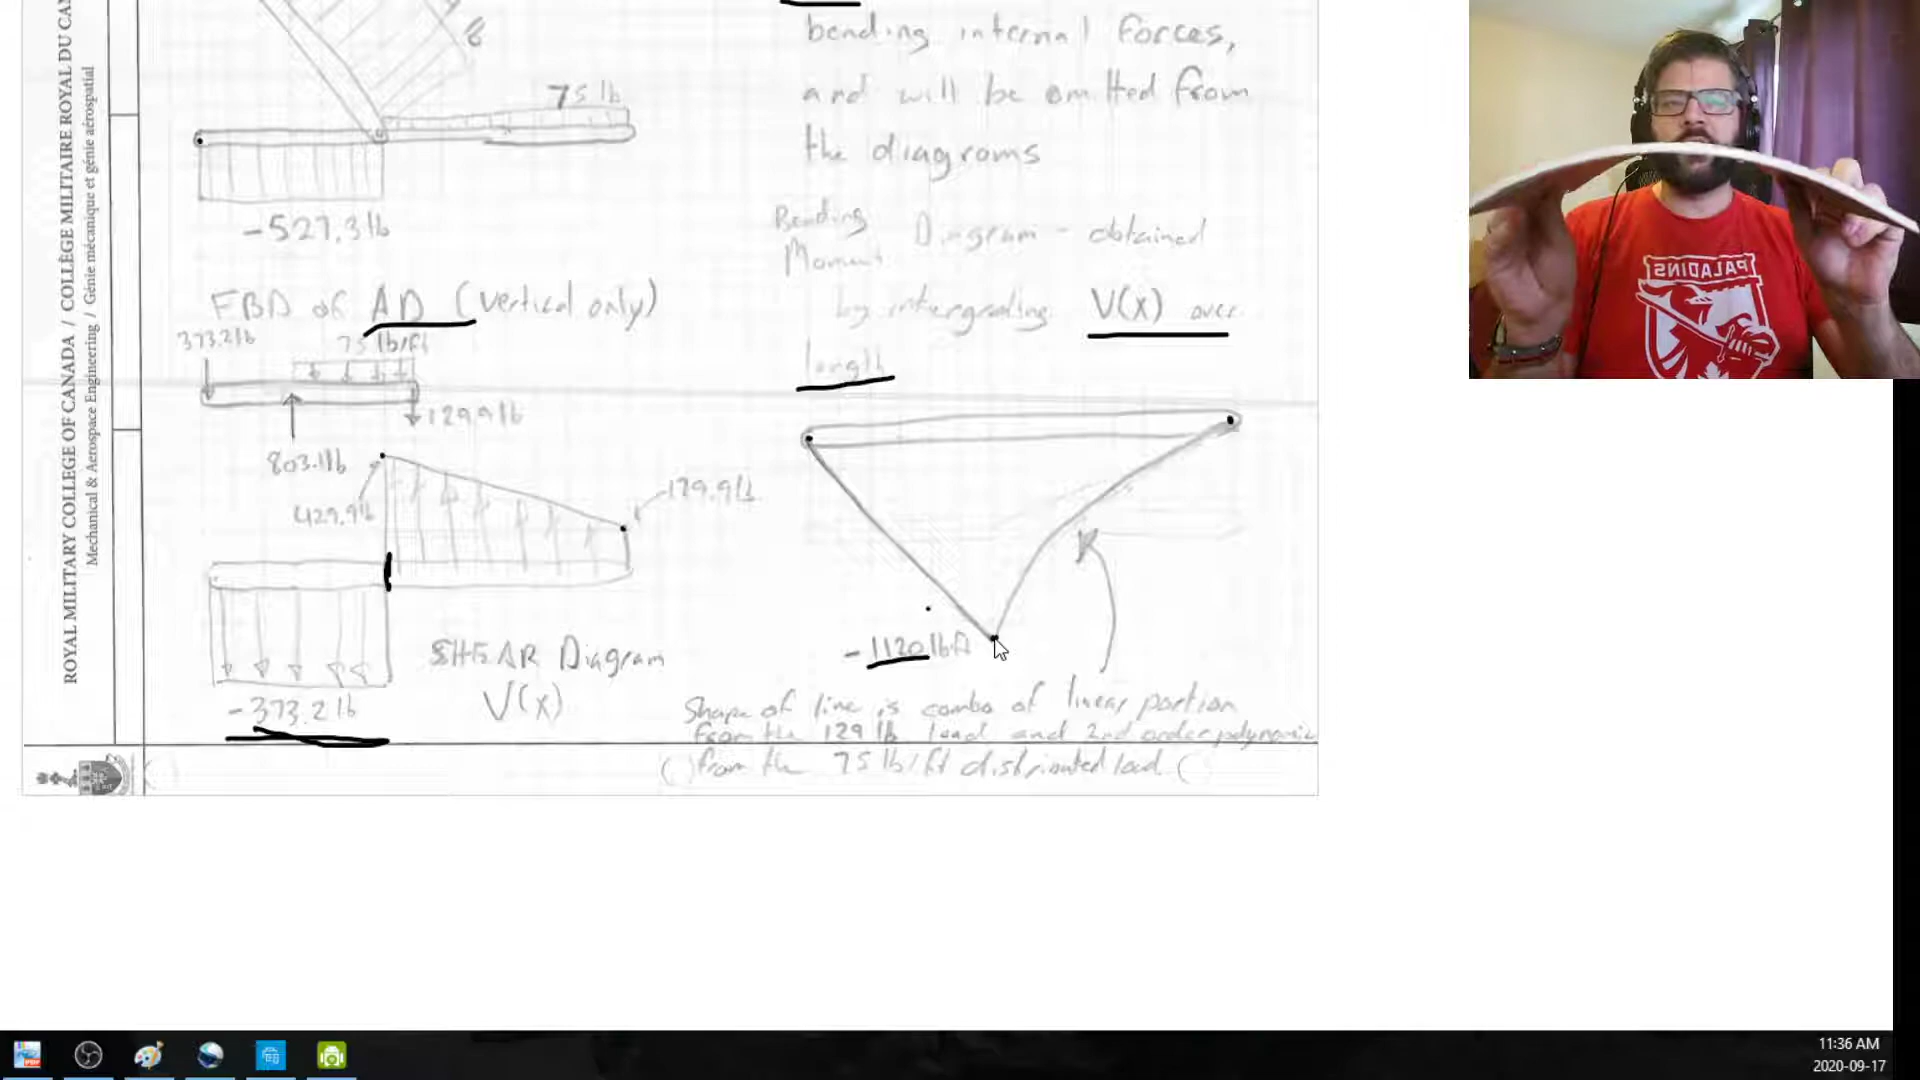 ROYAL MILITARY COLLEGE OF CANADA / COLLÈGE MILITAIRE ROYAL DU CAN
Mechanical & Aerospace Engineering / Génie mécanique et génie aérospatial
75 lb
-527.3 lb
FBD of AD (vertical only)
373.2 lb
75 lb/ft
129.9 lb
803.1 lb
429.9 lb
129.9 lb
SHEAR Diagram
V(x)
-373.2 lb
bending internal forces,
and will be omitted from
the diagrams
Bending
Moment
Diagram - obtained
by intergrading V(x) over
length
-1120 lb ft
Shape of line is combo of linear portion
from the 129 lb load and 2nd order polynomi
from the 75 lb/ft distributed load
PALADINS
11:36 AM
2020-09-17